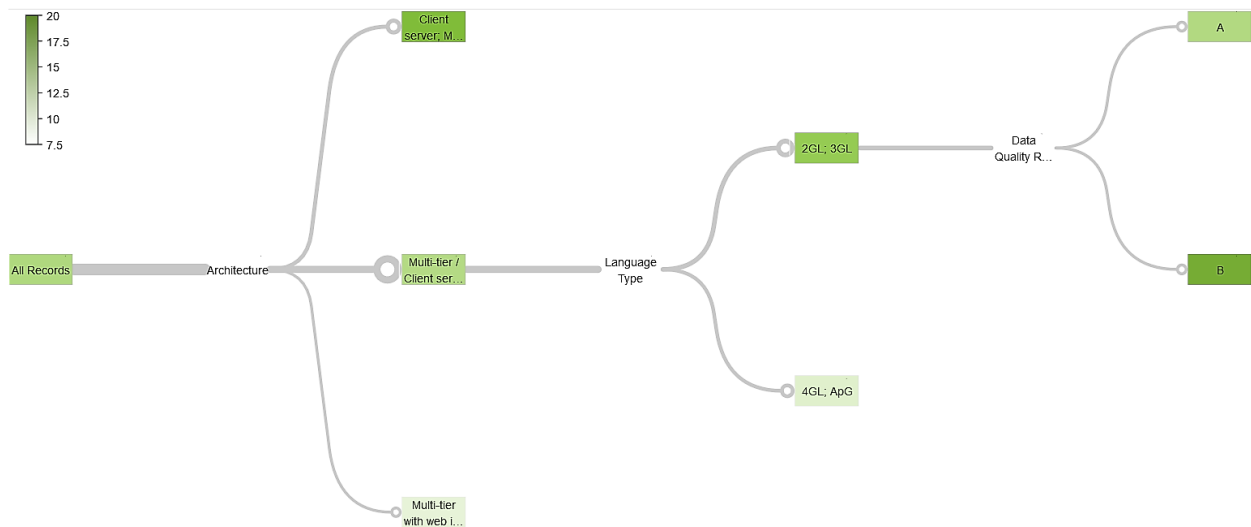 20
17.5
15
12.5
10
7.5
All Records
Architecture
Client
server; M...
Multi-tier /
Client ser...
Multi-tier
with web i...
Language
Type
2GL; 3GL
4GL; ApG
Data
Quality R...
A
B